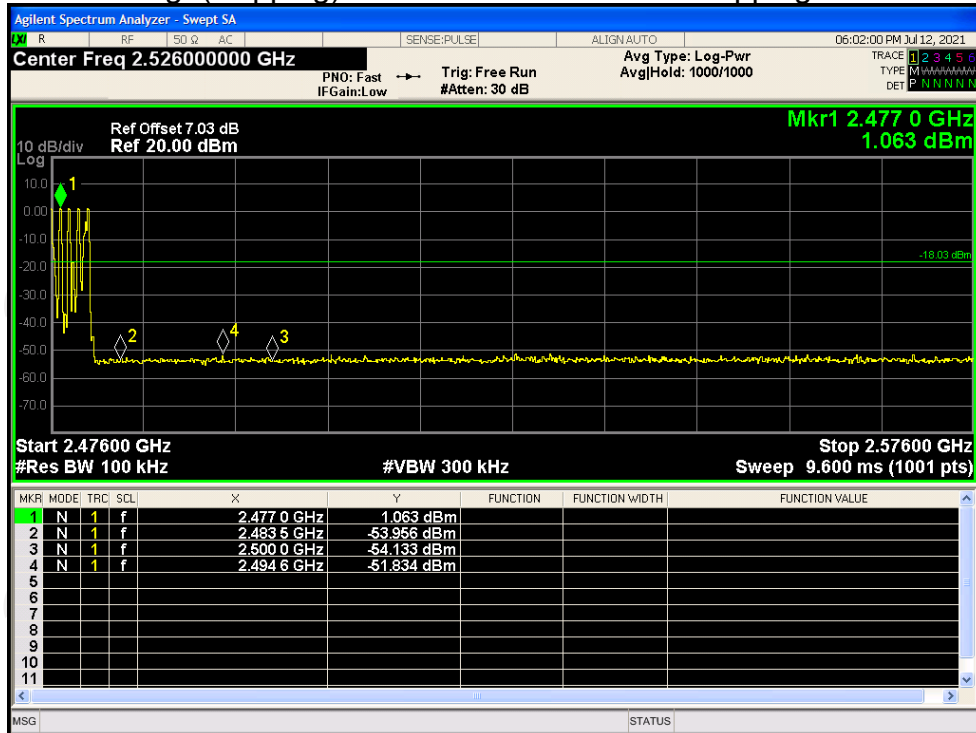 Agilent Spectrum Analyzer - Swept SA
LXI R RF 50 Ω AC SENSE:PULSE ALIGN AUTO 06:02:00 PM Jul 12, 2021
Center Freq 2.526000000 GHz
PNO: Fast Trig: Free Run
IFGain:Low #Atten: 30 dB
Avg Type: Log-Pwr
Avg|Hold: 1000/1000
TRACE 1 2 3 4 5 6
TYPE M
DET P N N N N N
Mkr1 2.477 0 GHz
1.063 dBm
Ref Offset 7.03 dB
10 dB/div Ref 20.00 dBm
Log
10.0
0.00
-10.0
-20.0
-30.0
-40.0
-50.0
-60.0
-70.0
1
2
4
3
-18.03 dBm
Start 2.47600 GHz Stop 2.57600 GHz
#Res BW 100 kHz #VBW 300 kHz Sweep 9.600 ms (1001 pts)
MKR MODE TRC SCL X Y FUNCTION FUNCTION WIDTH FUNCTION VALUE
1 N 1 f 2.477 0 GHz 1.063 dBm
2 N 1 f 2.483 5 GHz -53.956 dBm
3 N 1 f 2.500 0 GHz -54.133 dBm
4 N 1 f 2.494 6 GHz -51.834 dBm
5
6
7
8
9
10
11
MSG STATUS